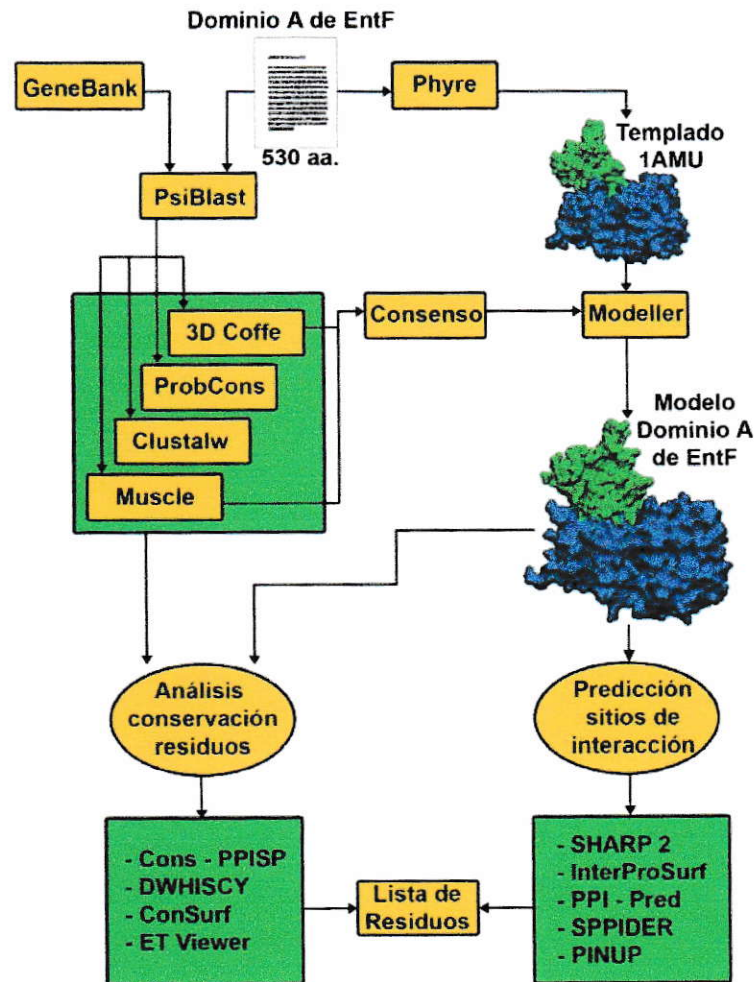 Dominio A de EntF
GeneBank
530 aa.
Phyre
Templado
1AMU
PsiBlast
3D Coffe
ProbCons
Clustalw
Muscle
Consenso
Modeller
Modelo
Dominio A
de EntF
Análisis
conservación
residuos
Predicción
sitios de
interacción
- Cons - PPISP
- DWHISCY
- ConSurf
- ET Viewer
Lista de
Residuos
- SHARP 2
- InterProSurf
- PPI - Pred
- SPPIDER
- PINUP